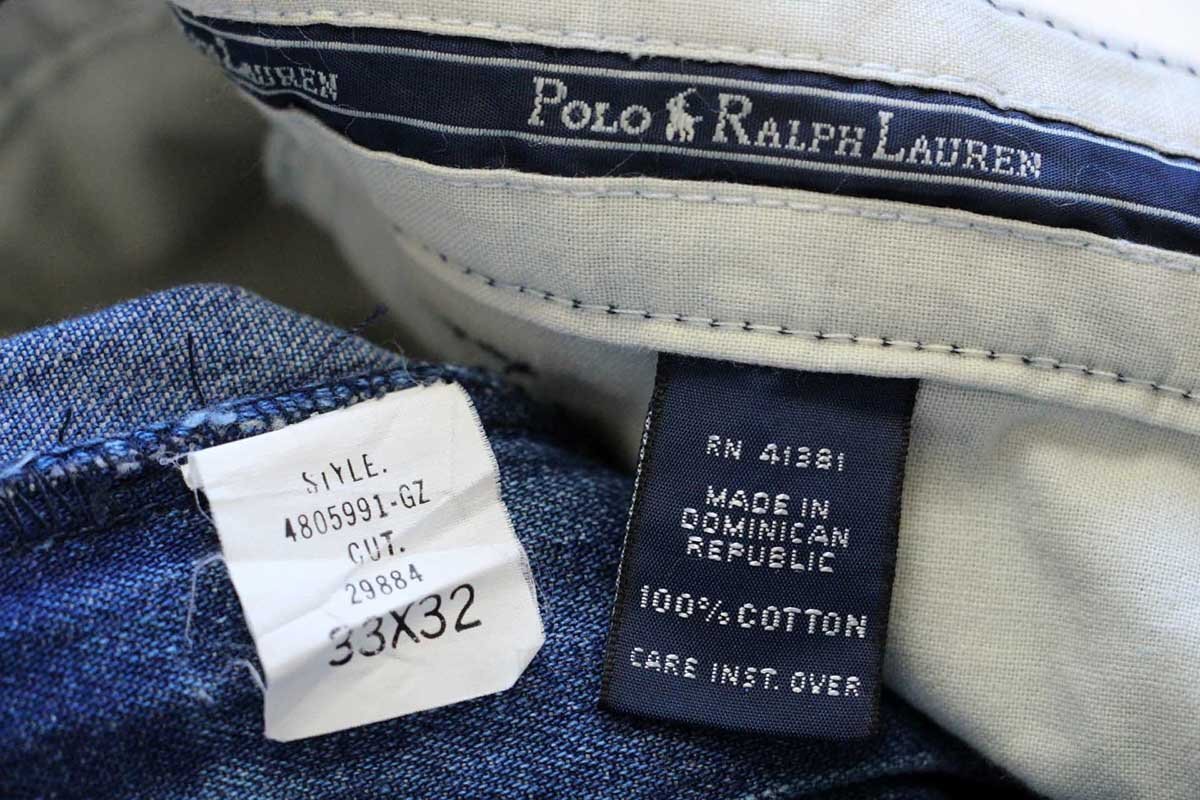 LAUREN
POLO RALPH LAUREN
STYLE.
4805991-GZ
CUT.
29884
33X32
RN 41381
MADE IN
DOMINICAN
REPUBLIC
100% COTTON
CARE INST. OVER